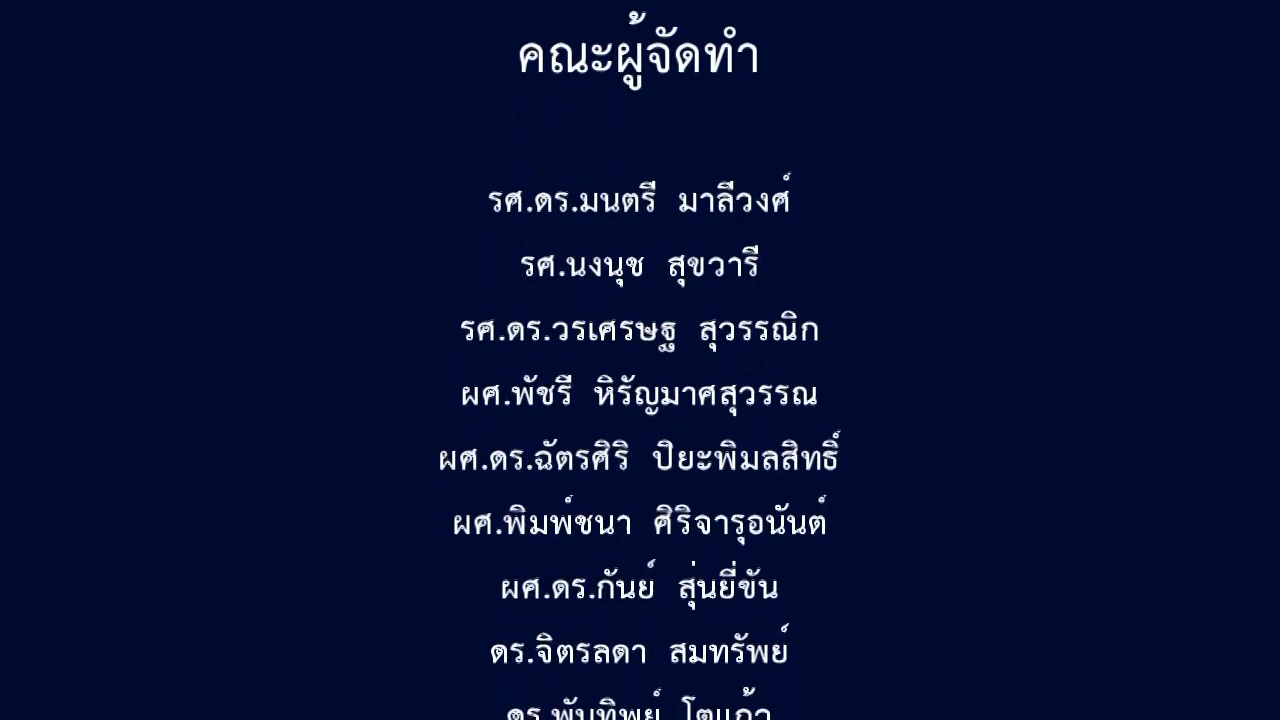 คณะผู้จัดทำ
รศ.ดร.มนตรี มาลีวงศ์
รศ.นงนุช สุขวารี
รศ.ดร.วรเศรษฐ สุวรรณิก
ผศ.พัชรี หิรัญมาศสุวรรณ
ผศ.ดร.ฉัตรศิริ ปิยะพิมลสิทธิ์
ผศ.พิมพ์ชนา ศิริจารุอนันต์
ผศ.ดร.กันย์ สุ่นยี่ขัน
ดร.จิตรลดา สมทรัพย์
ดร.พันทิพย์ โตแก้ว